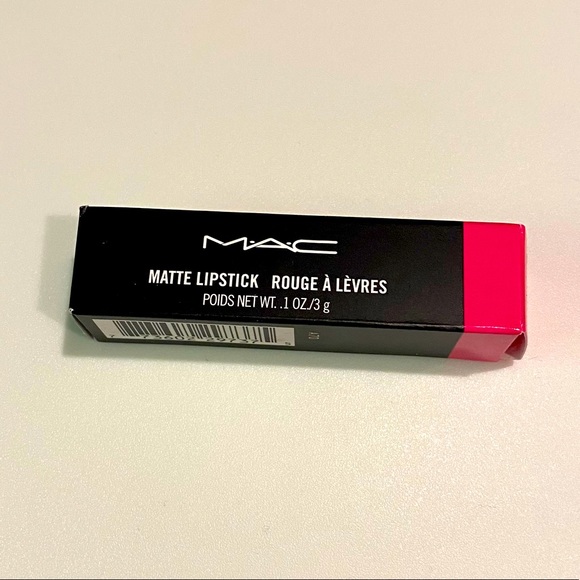 M·A·C
MATTE LIPSTICK ROUGE À LÈVRES
POIDS NET WT. .1 OZ./3 g